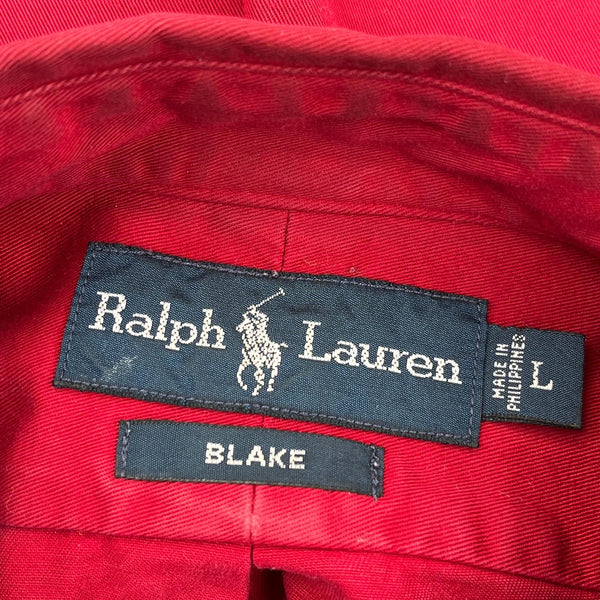 Ralph Lauren
MADE IN
PHILIPPINES
L
BLAKE